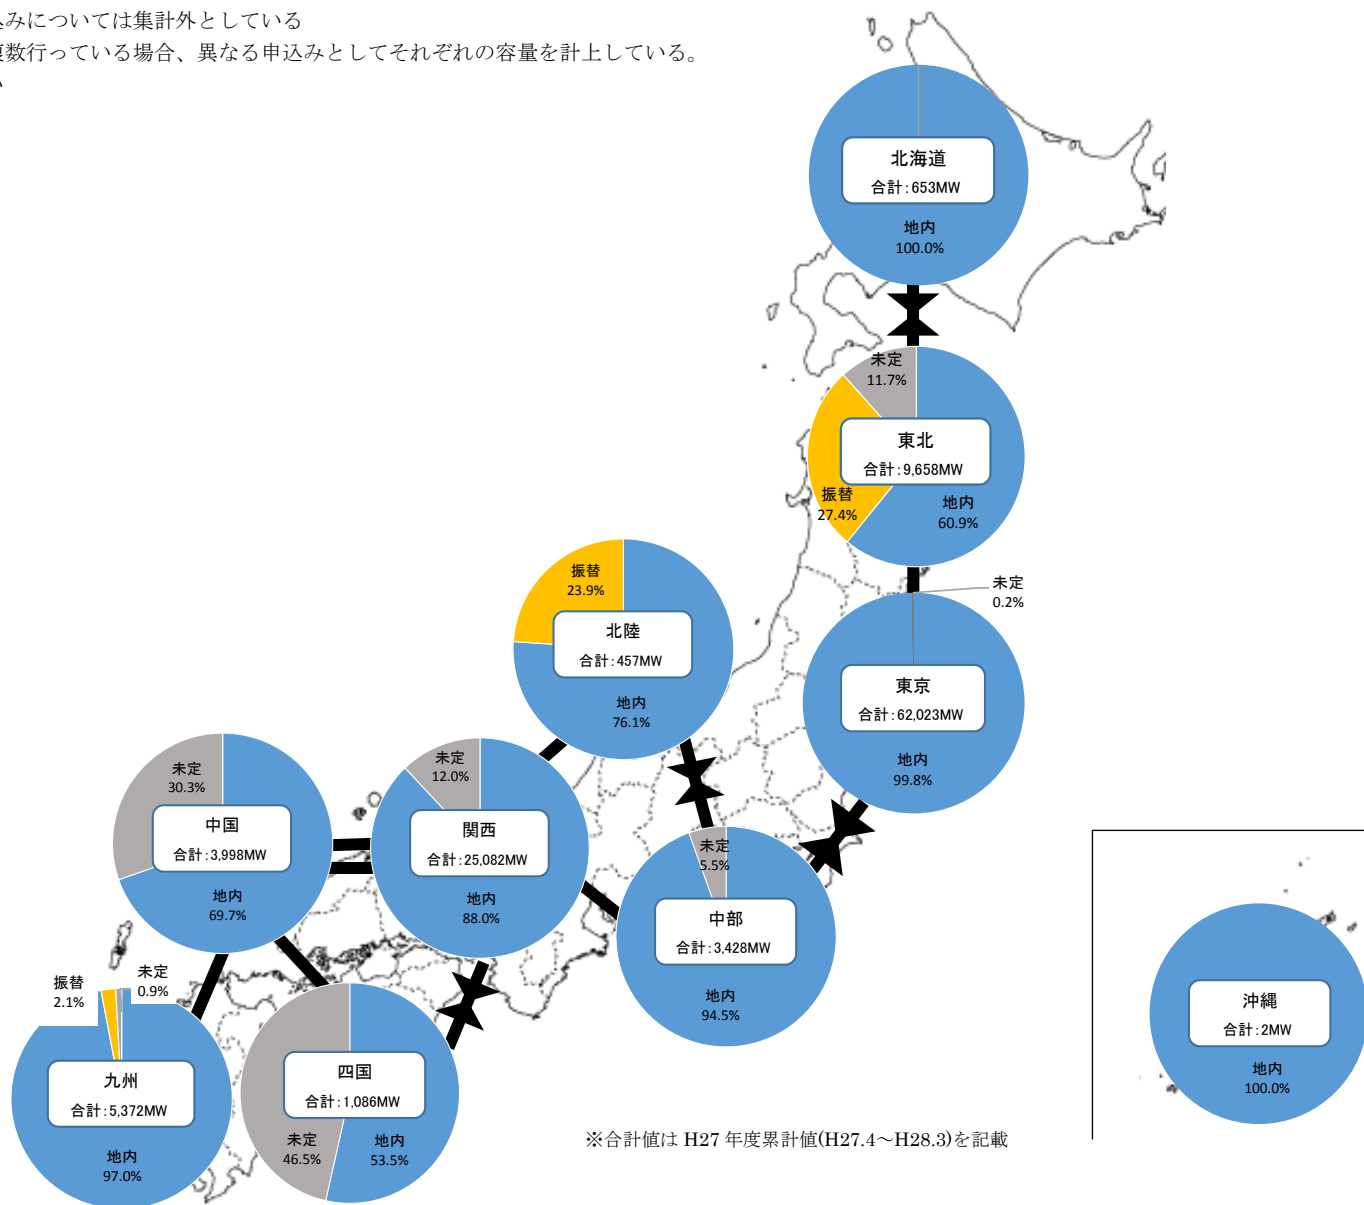 込みについては集計外としている
複数行っている場合、異なる申込みとしてそれぞれの容量を計上している。
い
北海道
合計:653MW
地内
100.0%
未定
11.7%
東北
合計:9,658MW
振替
27.4%
地内
60.9%
振替
23.9%
北陸
合計:457MW
地内
76.1%
未定
0.2%
東京
合計:62,023MW
地内
99.8%
未定
30.3%
中国
合計:3,998MW
地内
69.7%
未定
12.0%
関西
合計:25,082MW
地内
88.0%
未定
5.5%
中部
合計:3,428MW
地内
94.5%
振替
2.1%
未定
0.9%
九州
合計:5,372MW
地内
97.0%
四国
合計:1,086MW
未定
46.5%
地内
53.5%
沖縄
合計:2MW
地内
100.0%
※合計値は H27 年度累計値(H27.4～H28.3)を記載